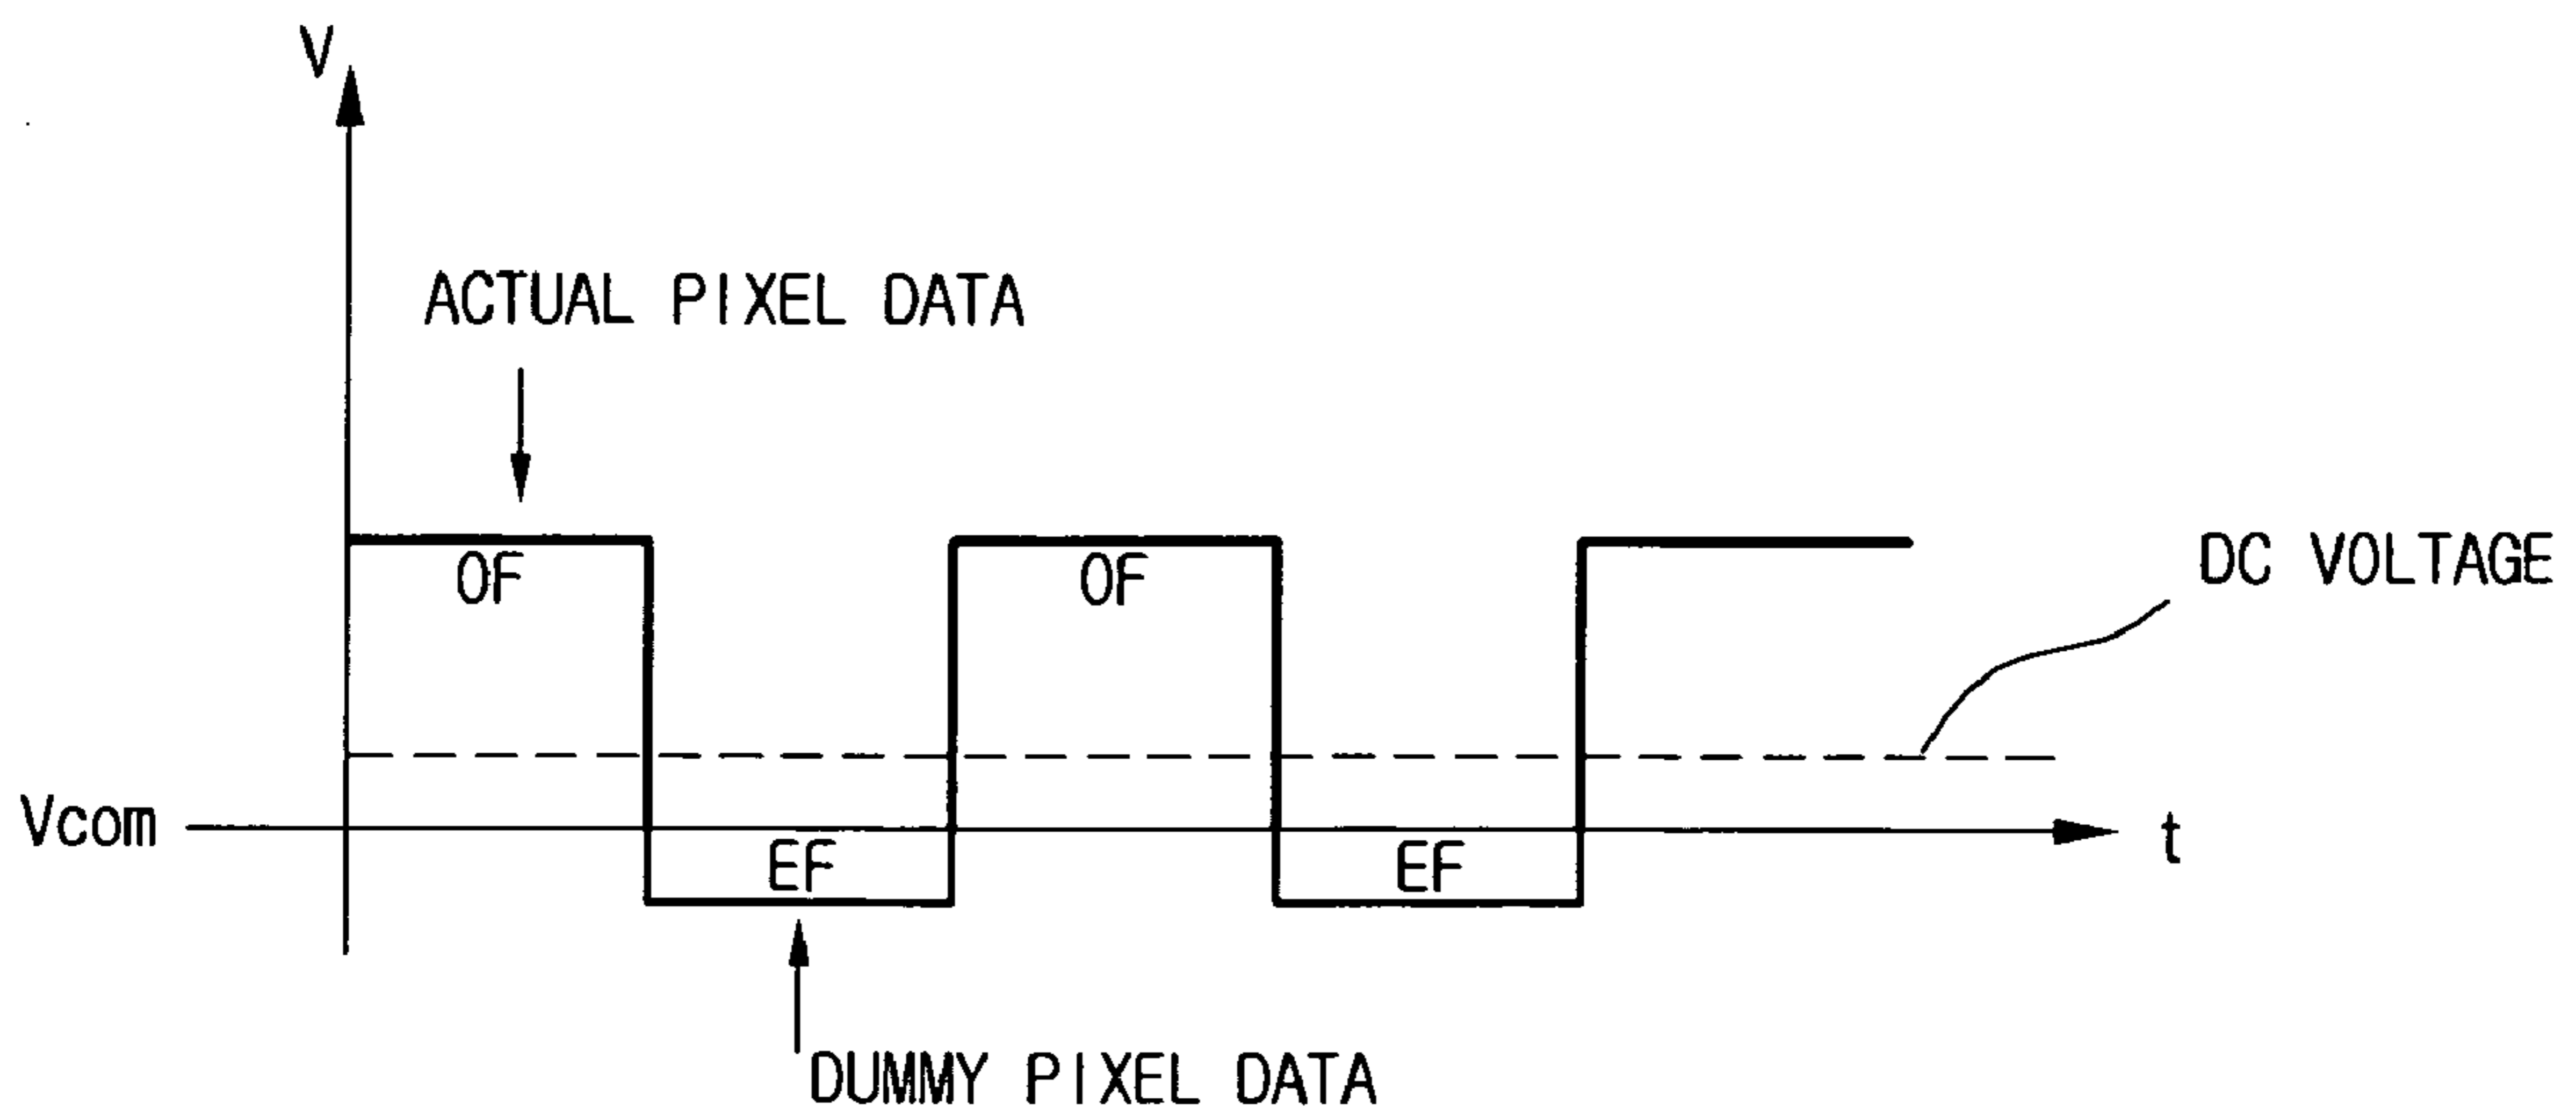 V
ACTUAL PIXEL DATA
OF
OF
DC VOLTAGE
Vcom
EF
EF
t
DUMMY PIXEL DATA